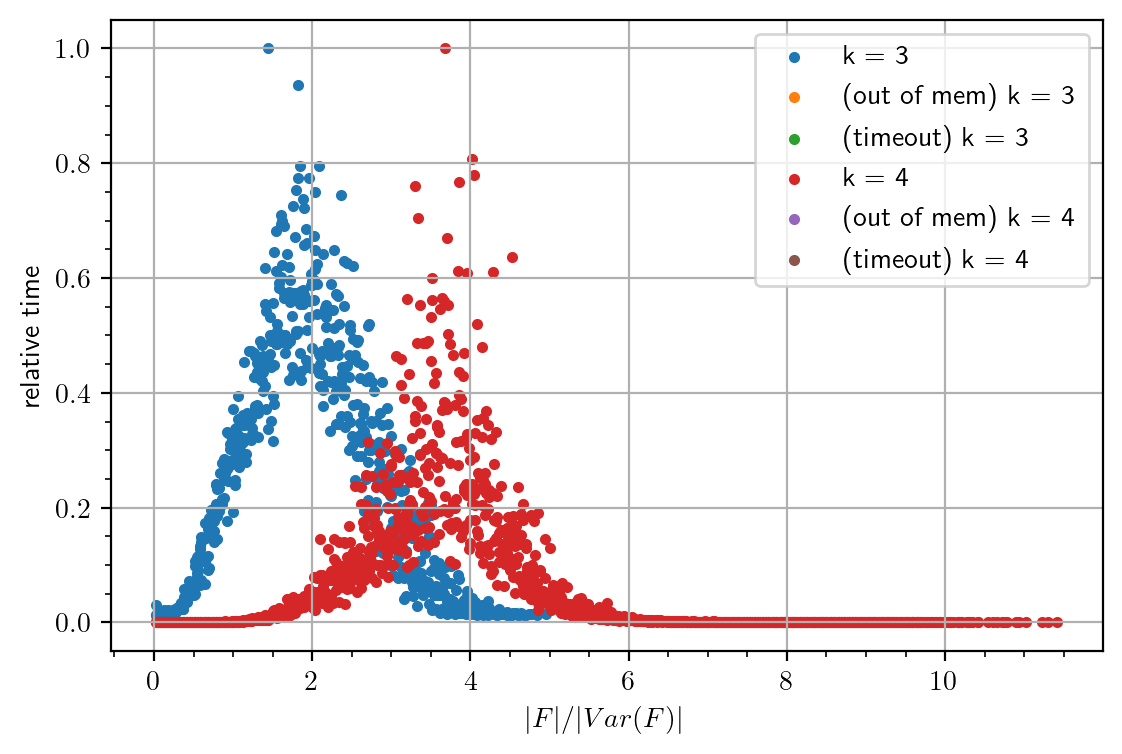 1.0
0.8
0.6
0.4
0.2
0.0
relative time
0 2 4 6 8 10
|F|/|Var(F)|
k = 3
(out of mem) k = 3
(timeout) k = 3
k = 4
(out of mem) k = 4
(timeout) k = 4